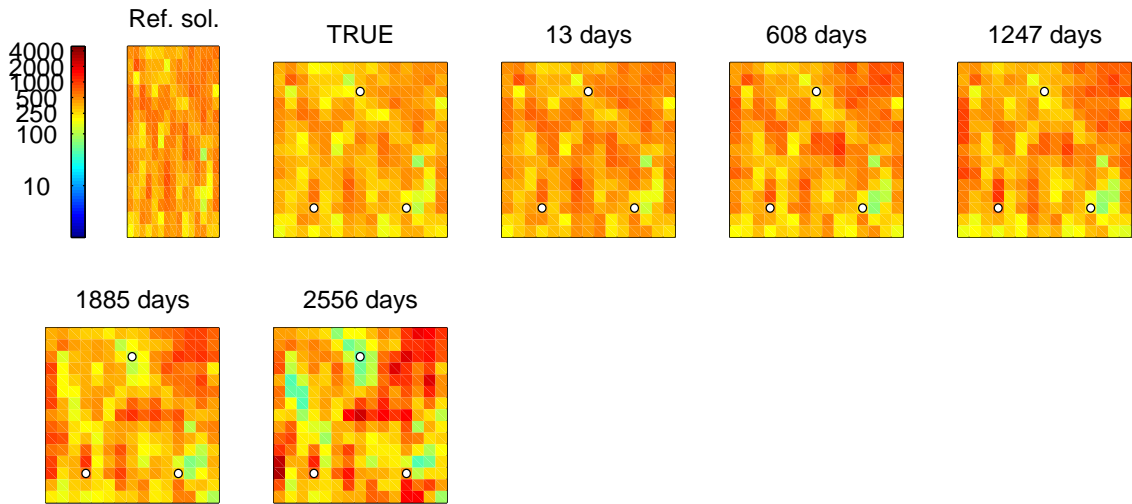 Ref. sol.
TRUE
13 days
608 days
1247 days
4000
2000
1000
500
250
100
10
1885 days
2556 days